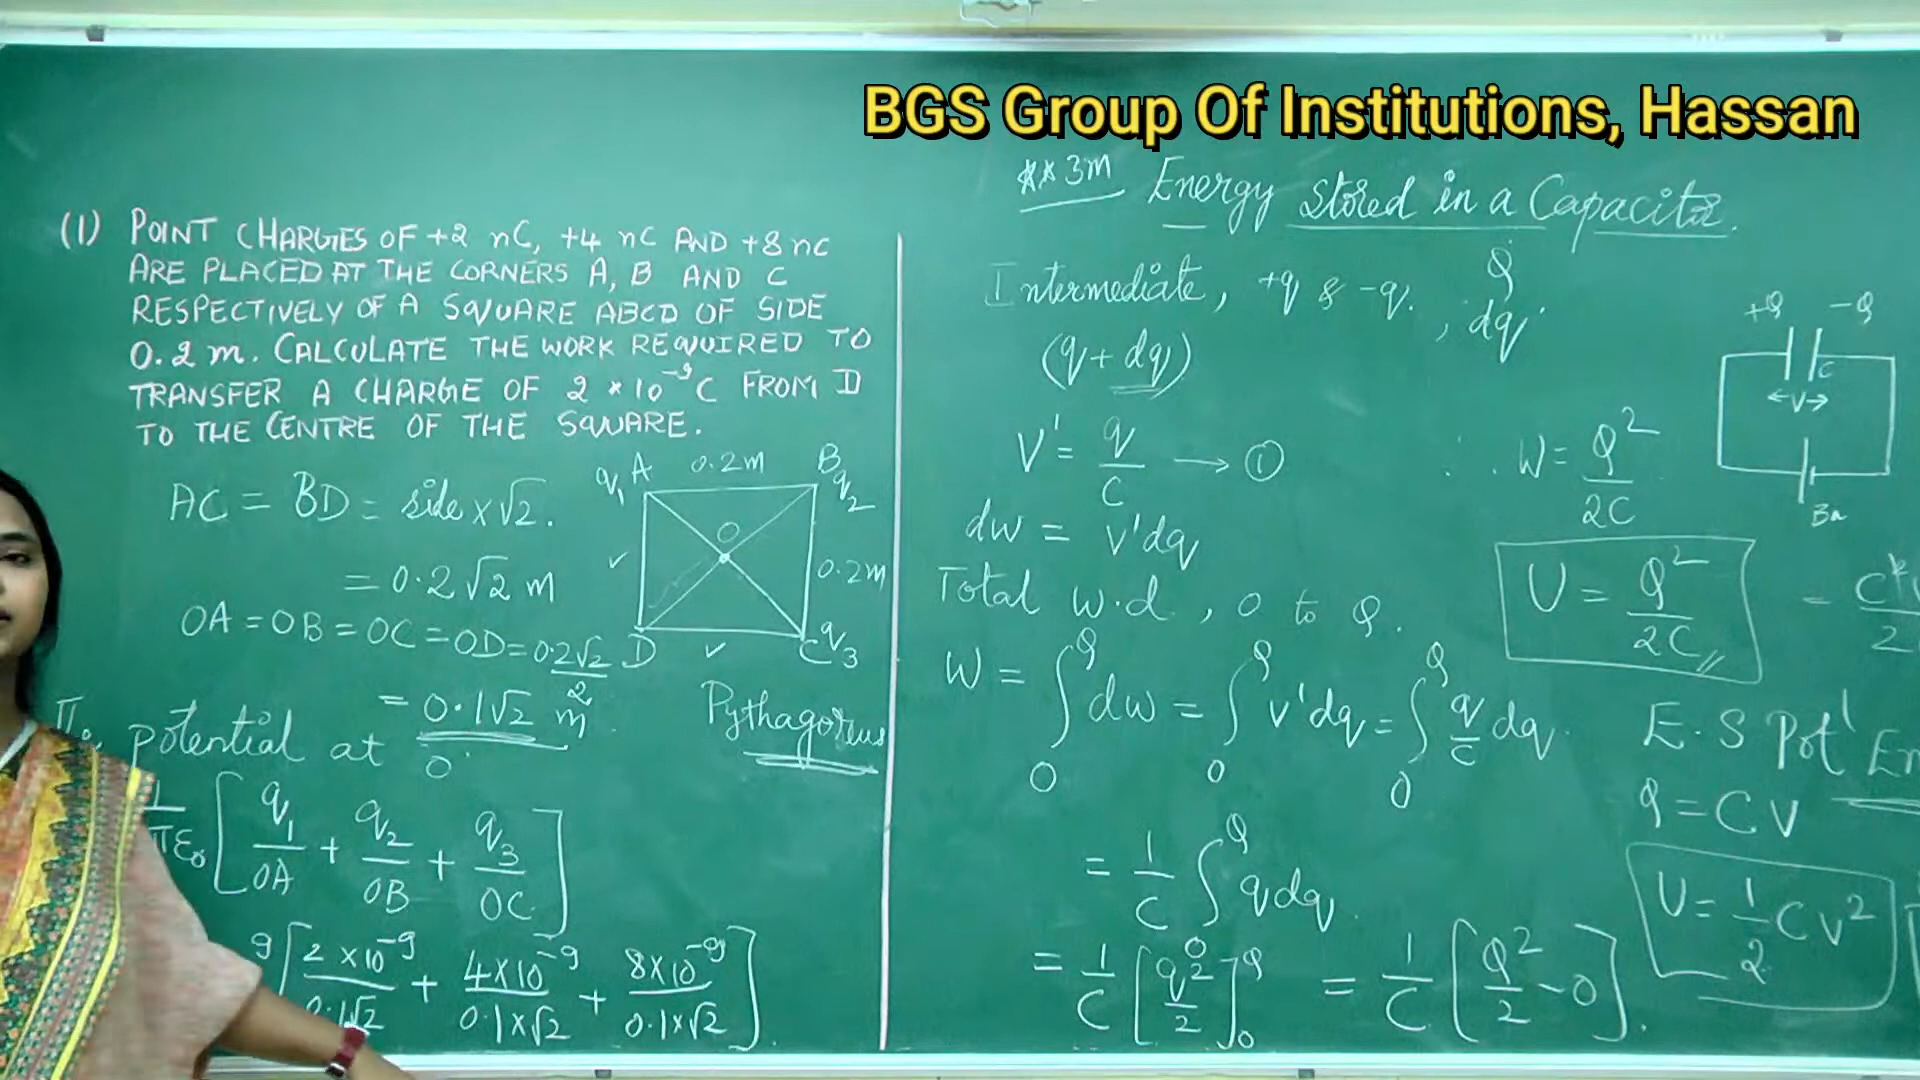 BGS Group Of Institutions, Hassan
(1) POINT CHARGES OF +2 nC, +4 nC AND +8 nC
ARE PLACED AT THE CORNERS A, B AND C
RESPECTIVELY OF A SQUARE ABCD OF SIDE
0.2 m. CALCULATE THE WORK REQUIRED TO
TRANSFER A CHARGE OF 2 * 10⁻⁹ C FROM D
TO THE CENTRE OF THE SQUARE.
AC = BD = side × √2.
= 0.2 √2 m
OA = OB = OC = OD = 0.2√2/2
= 0.1√2 m
q₁ A 0.2m B q₂
O
0.2m
D C q₃
Pythagoreus
potential at O
πε₀ [q₁/OA + q₂/OB + q₃/OC]
9 [2 × 10⁻⁹/0.1√2 + 4×10⁻⁹/0.1×√2 + 8×10⁻⁹/0.1×√2].
** 3m Energy stored in a Capacitor.
Intermediate, +q & -q. , Q dq.
(q + dq)
V' = q/C → ①
dw = v'dq
Total w.d, 0 to Q.
W = ∫₀^Q dw = ∫₀^Q v'dq = ∫₀^Q q/C dq.
= 1/C ∫₀^Q q dq.
= 1/C [q²/2]₀^Q = 1/C [Q²/2 - 0].
+Q -Q
C
←V→
Ba
∴ W = Q²/2C
U = Q²/2C
E.S Pot' En
Q = CV
U = 1/2 CV²